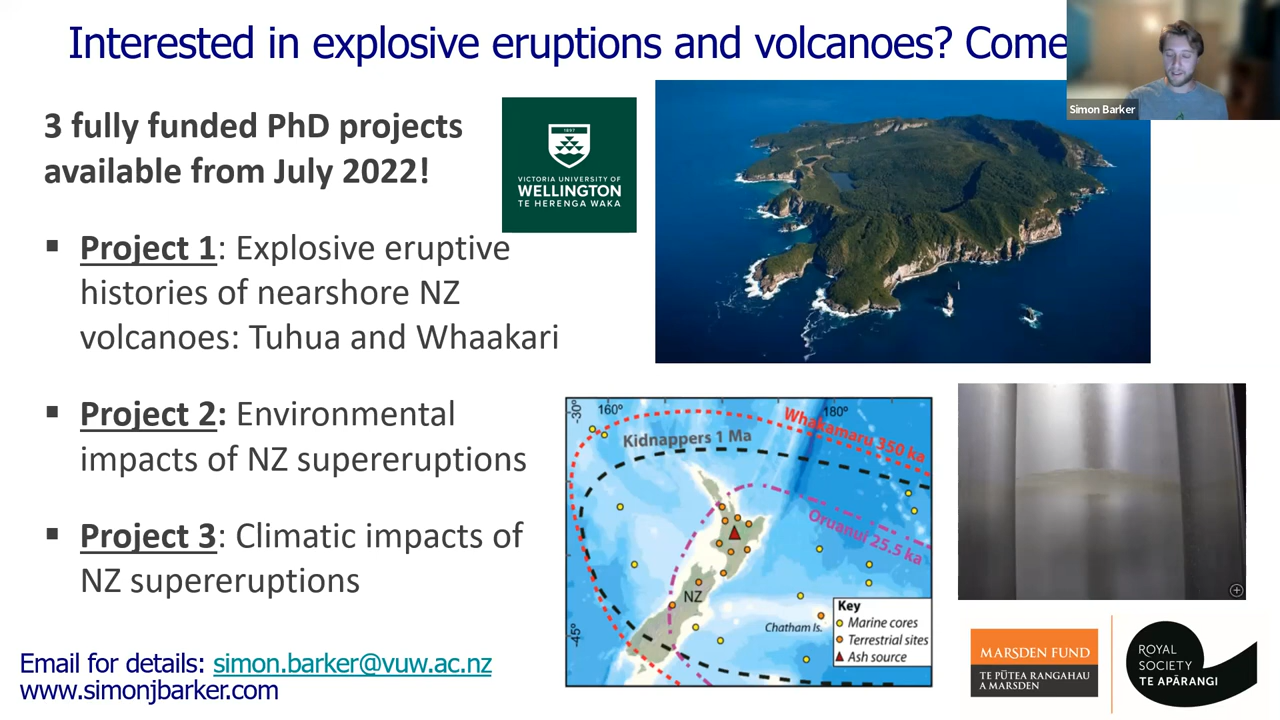 Interested in explosive eruptions and volcanoes? Come
Simon Barker
3 fully funded PhD projects
available from July 2022!
1897
VICTORIA UNIVERSITY OF
WELLINGTON
TE HERENGA WAKA
▪ Project 1: Explosive eruptive
histories of nearshore NZ
volcanoes: Tuhua and Whaakari
▪ Project 2: Environmental
impacts of NZ supereruptions
▪ Project 3: Climatic impacts of
NZ supereruptions
Email for details: simon.barker@vuw.ac.nz
www.simonjbarker.com
-30°
160°
180°
Whakamaru 350 ka
Kidnappers 1 Ma
Oruanui 25.5 ka
NZ
-45°
Chatham Is.
Key
Marine cores
Terrestrial sites
Ash source
MARSDEN FUND
TE PŪTEA RANGAHAU
A MARSDEN
ROYAL
SOCIETY
TE APĀRANGI